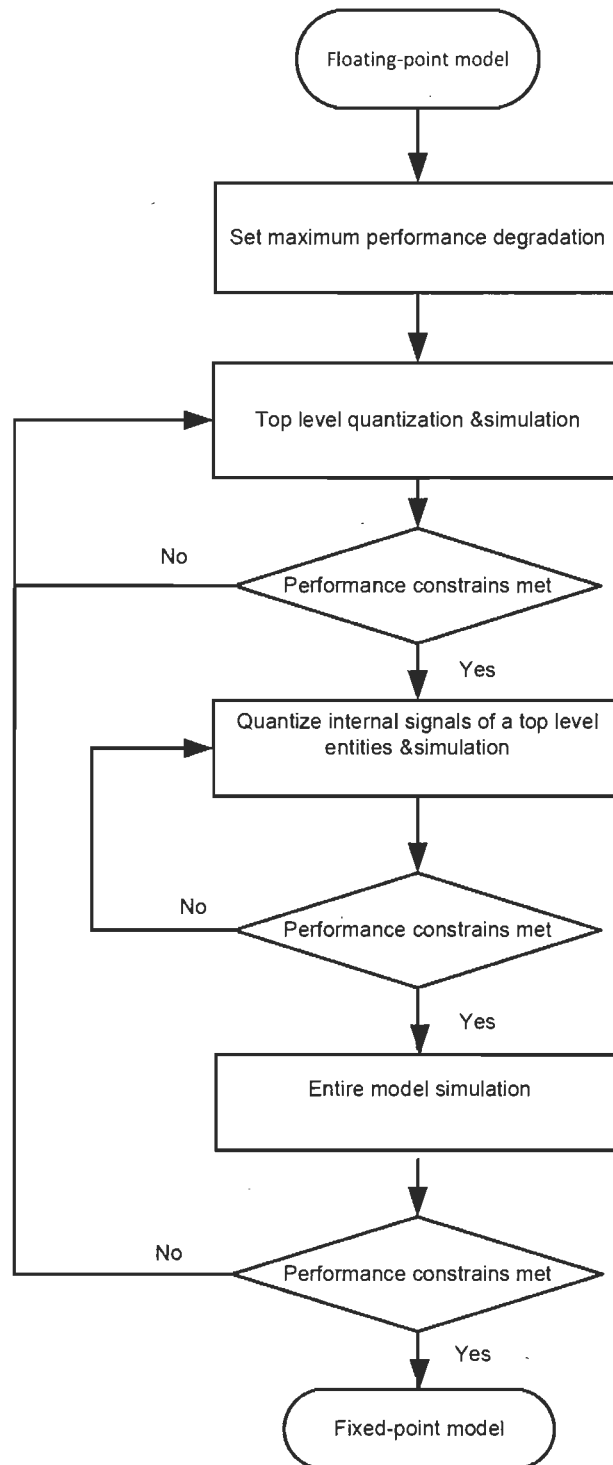 Floating-point model
Set maximum performance degradation
Top level quantization &simulation
No
Performance constrains met
Yes
Quantize internal signals of a top level
entities &simulation
No
Performance constrains met
Yes
Entire model simulation
No
Performance constrains met
Yes
Fixed-point model